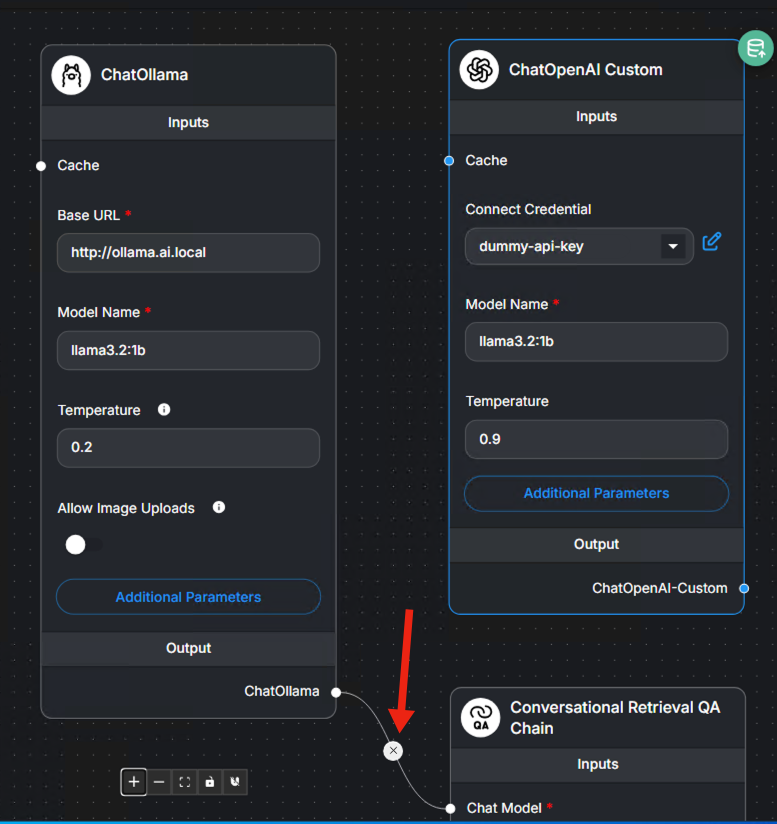 ChatOllama
Inputs
Cache
Base URL *
http://ollama.ai.local
Model Name *
llama3.2:1b
Temperature
0.2
Allow Image Uploads
Additional Parameters
Output
ChatOllama
ChatOpenAI Custom
Inputs
Cache
Connect Credential
dummy-api-key
Model Name *
llama3.2:1b
Temperature
0.9
Additional Parameters
Output
ChatOpenAI-Custom
QA
Conversational Retrieval QA
Chain
Inputs
Chat Model *